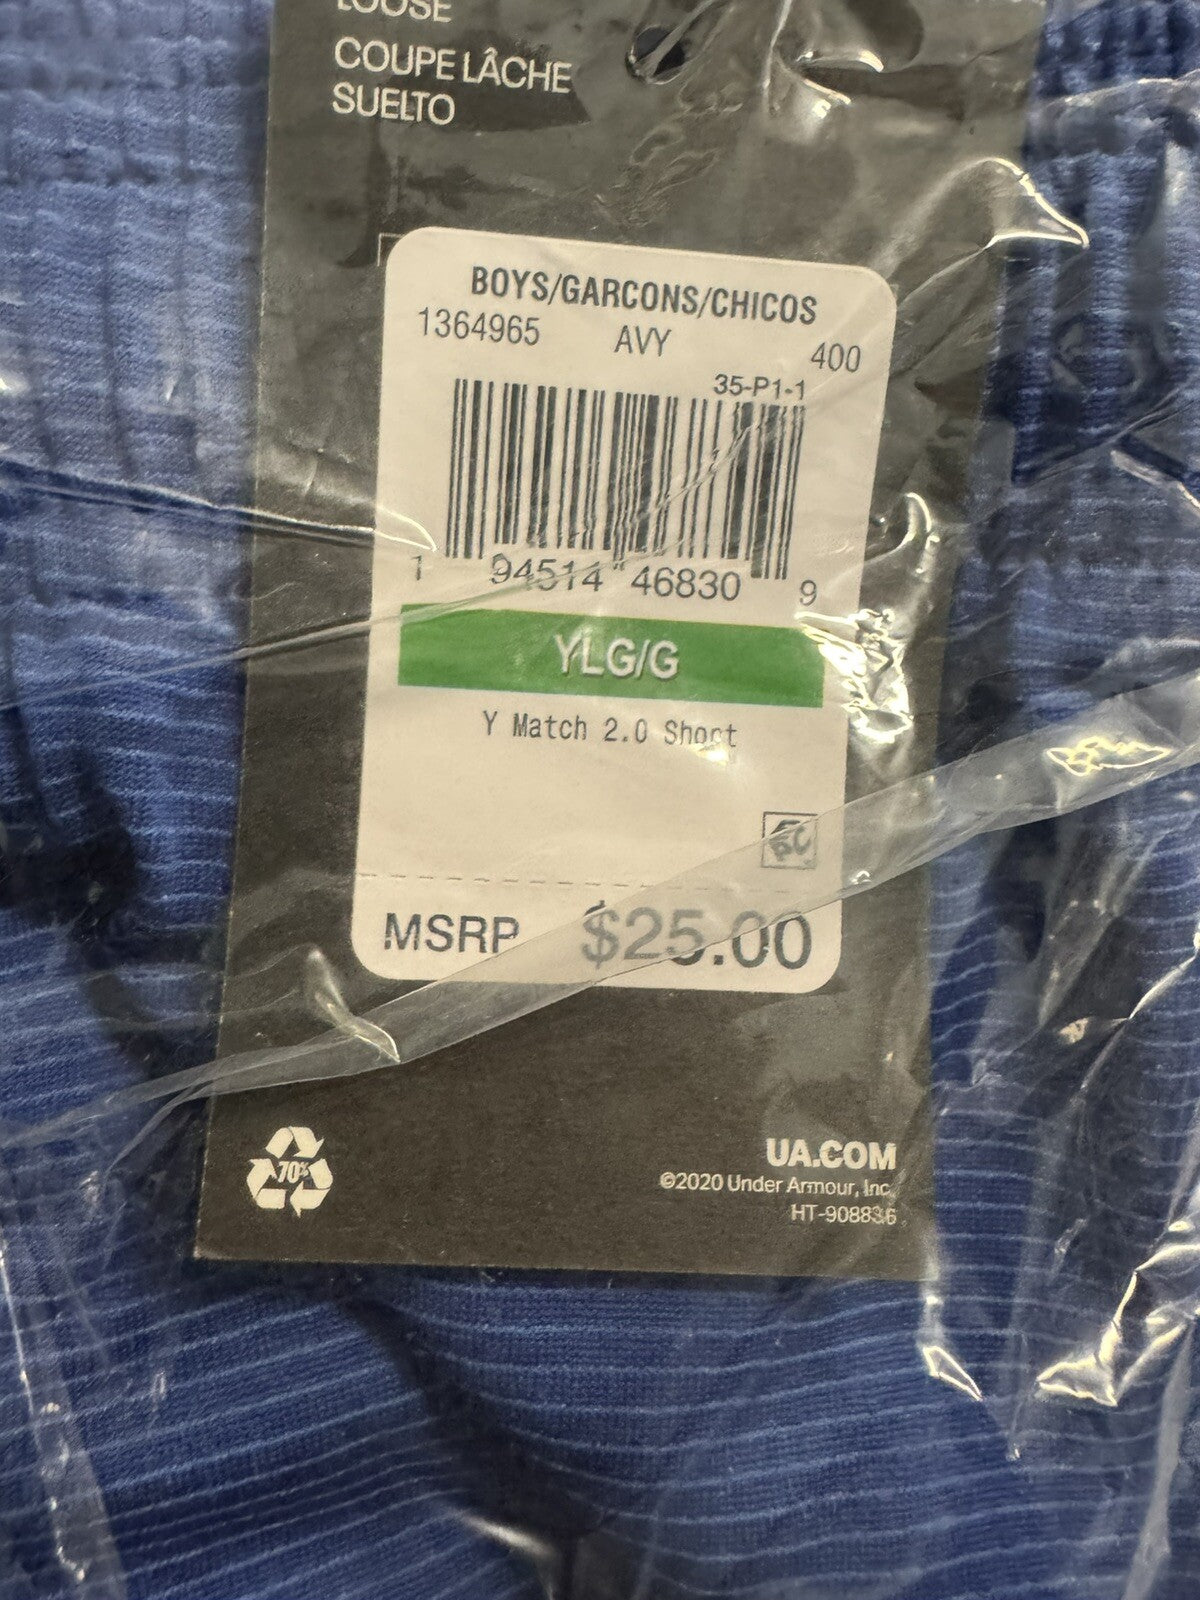 LOOSE
COUPE LÂCHE
SUELTO
BOYS/GARCONS/CHICOS
1364965 AVY 400
35-P1-1
1 94514 46830 9
YLG/G
Y Match 2.0 Short
MSRP $25.00
70%
UA.COM
©2020 Under Armour, Inc.
HT-908836